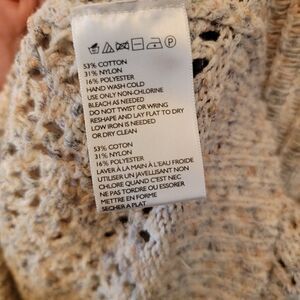 53% COTTON
31% NYLON
16% POLYESTER
HAND WASH COLD
USE ONLY NON-CHLORINE
BLEACH AS NEEDED
DO NOT TWIST OR WRING
RESHAPE AND LAY FLAT TO DRY
LOW IRON IS NEEDED
OR DRY CLEAN
53% COTON
31% NYLON
16% POLYESTER
LAVER À LA MAIN À L'EAU FROIDE
UTILISER UN JAVELLISANT NON
CHLORE QUAND C'EST NEC
NE PAS TORDRE OU ESSORER
METTRE EN FORME
SECHER A PLAT